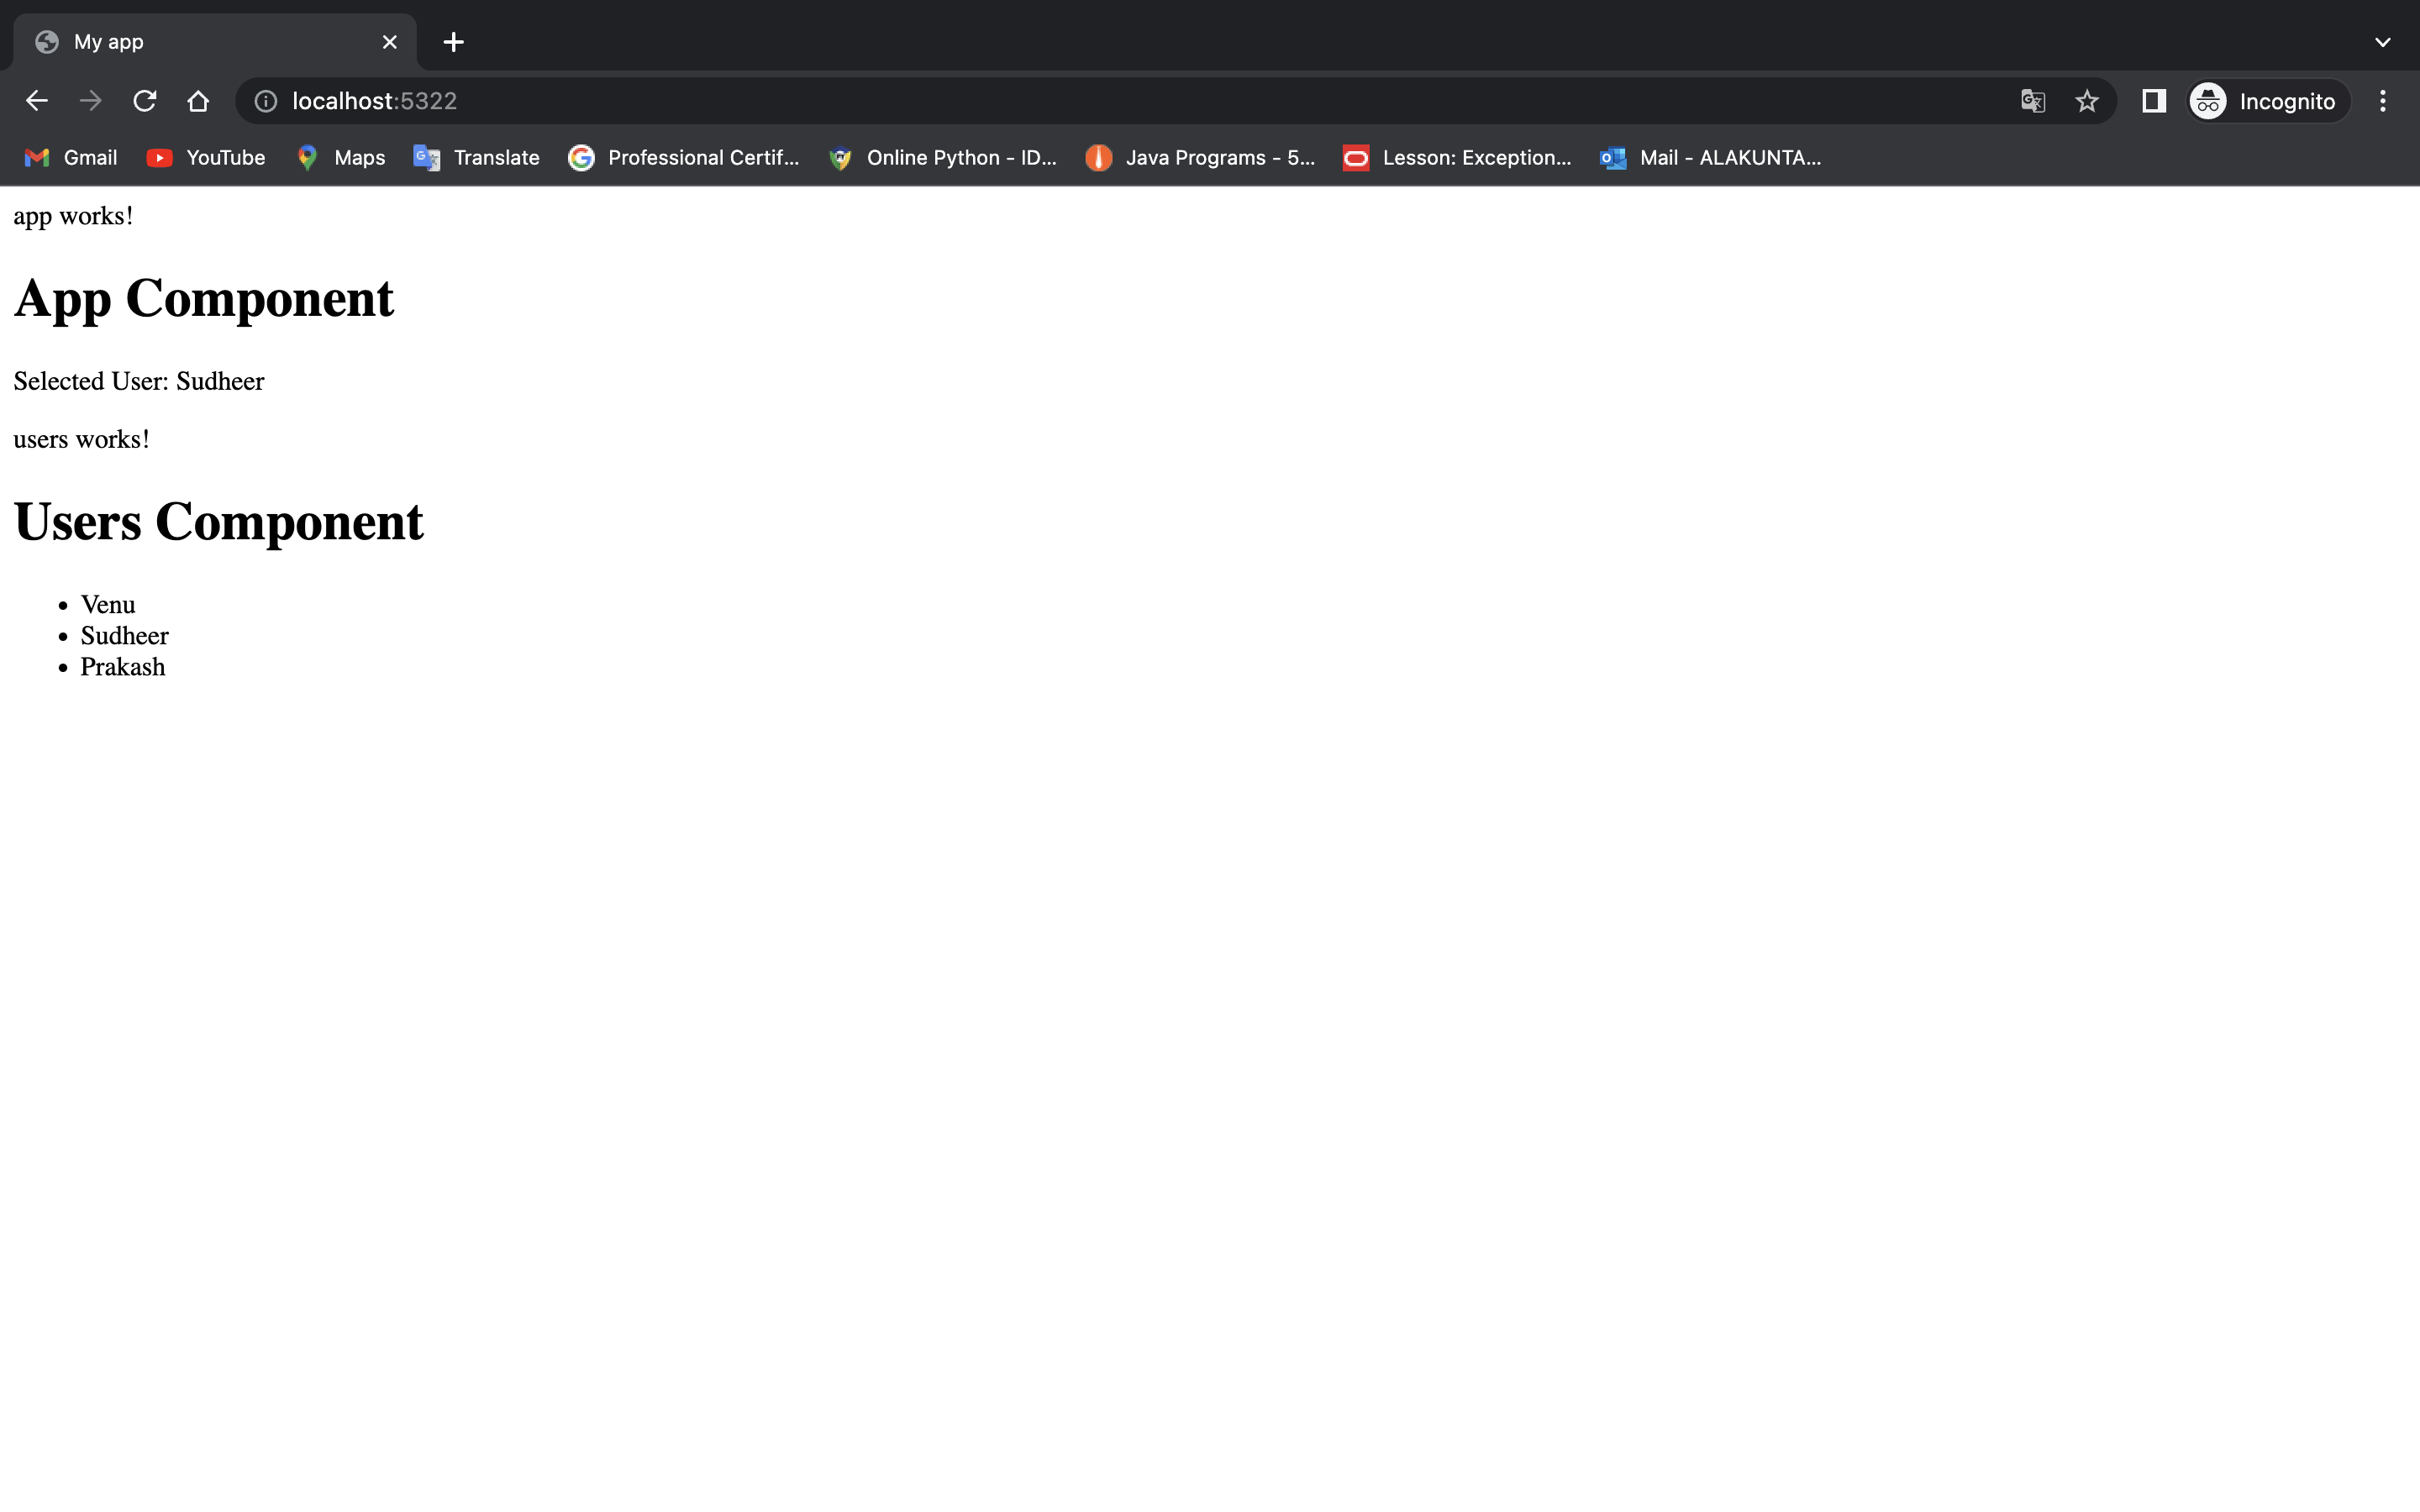 My app
localhost:5322
Incognito
Gmail YouTube Maps Translate Professional Certif... Online Python - ID... Java Programs - 5... Lesson: Exception... Mail - ALAKUNTA...
app works!
App Component
Selected User: Sudheer
users works!
Users Component
• Venu
• Sudheer
• Prakash